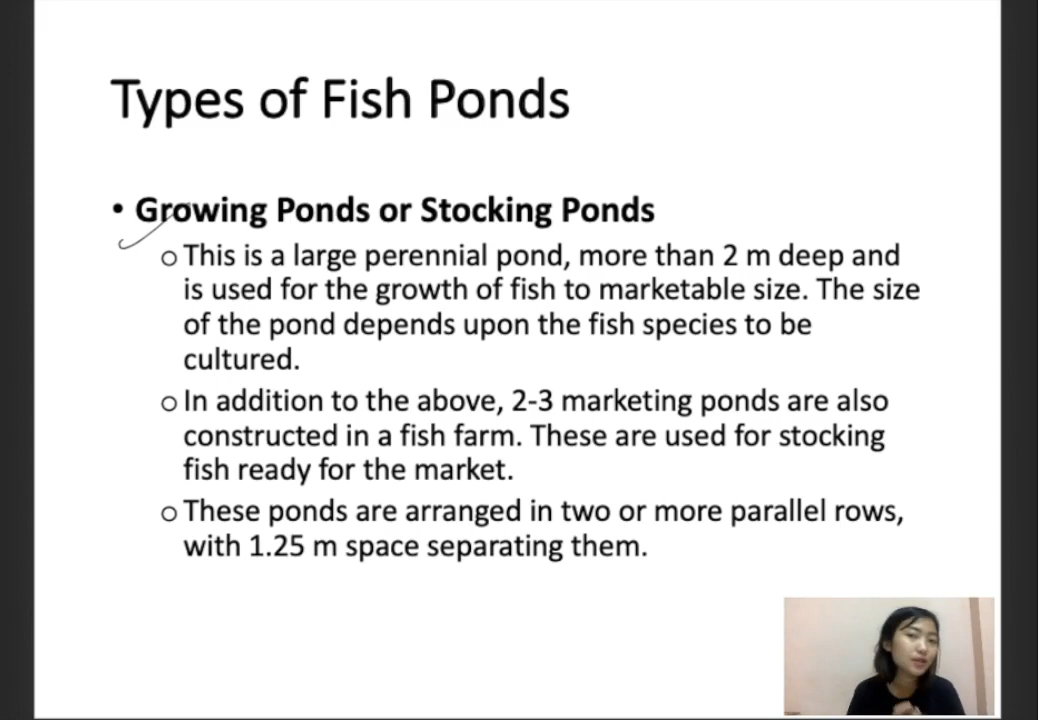 Types of Fish Ponds
• Growing Ponds or Stocking Ponds
o This is a large perennial pond, more than 2 m deep and
is used for the growth of fish to marketable size. The size
of the pond depends upon the fish species to be
cultured.
o In addition to the above, 2-3 marketing ponds are also
constructed in a fish farm. These are used for stocking
fish ready for the market.
o These ponds are arranged in two or more parallel rows,
with 1.25 m space separating them.